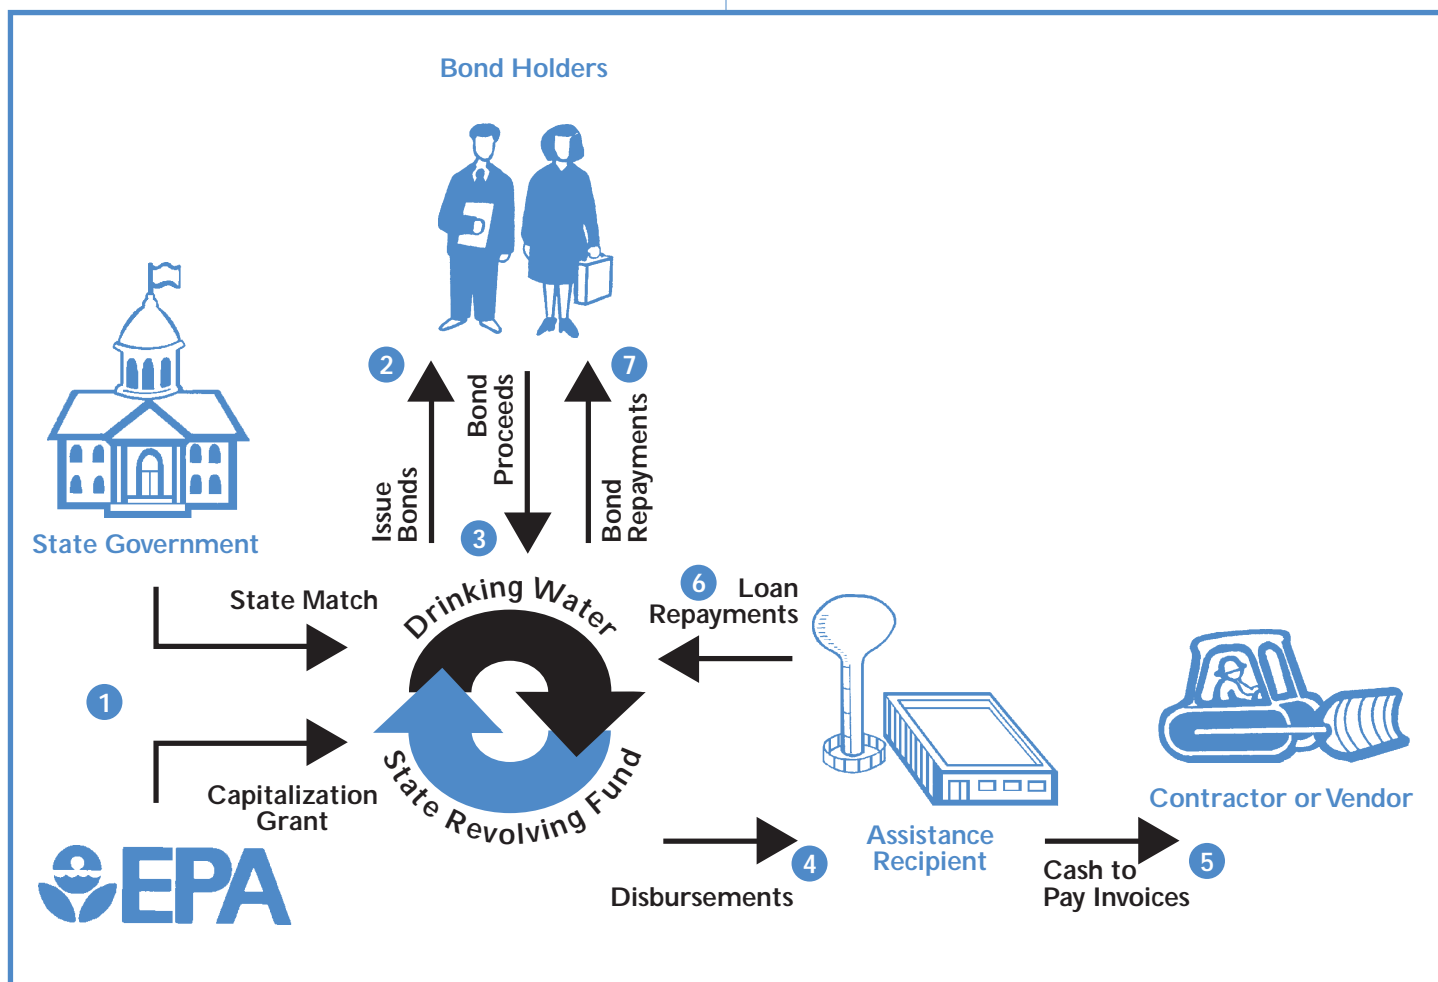 Bond Holders
2
Issue
Bonds
Bond
Proceeds
3
7
Bond
Repayments
State Government
State Match
1
Capitalization
Grant
EPA
Drinking Water
State Revolving Fund
6
Loan
Repayments
Disbursements
4
Assistance
Recipient
Cash to
Pay Invoices
5
Contractor or Vendor